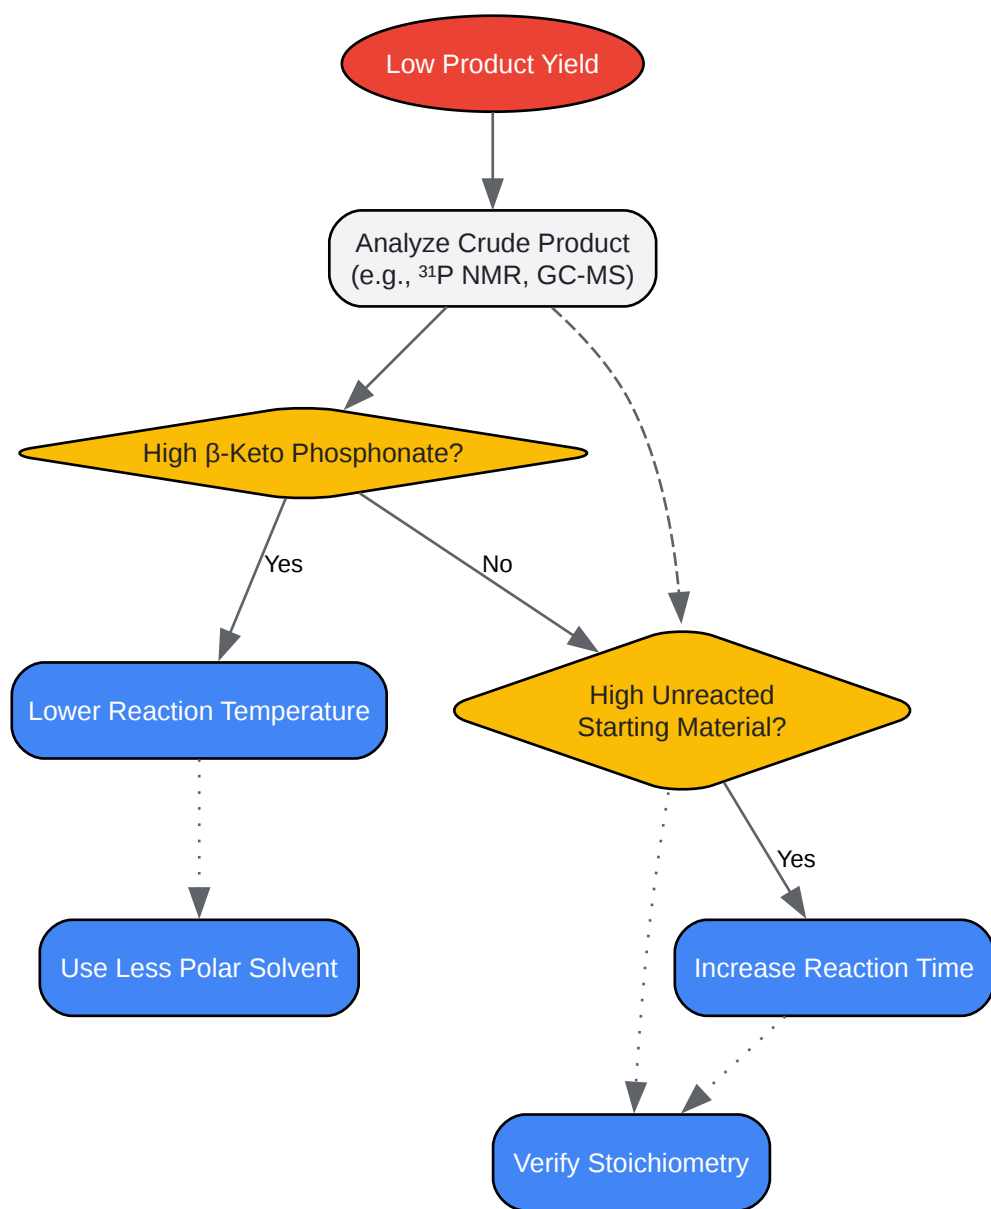 Low Product Yield
Analyze Crude Product
(e.g., ³¹P NMR, GC-MS)
High β-Keto Phosphonate?
Yes
No
Lower Reaction Temperature
High Unreacted
Starting Material?
Yes
Use Less Polar Solvent
Increase Reaction Time
Verify Stoichiometry